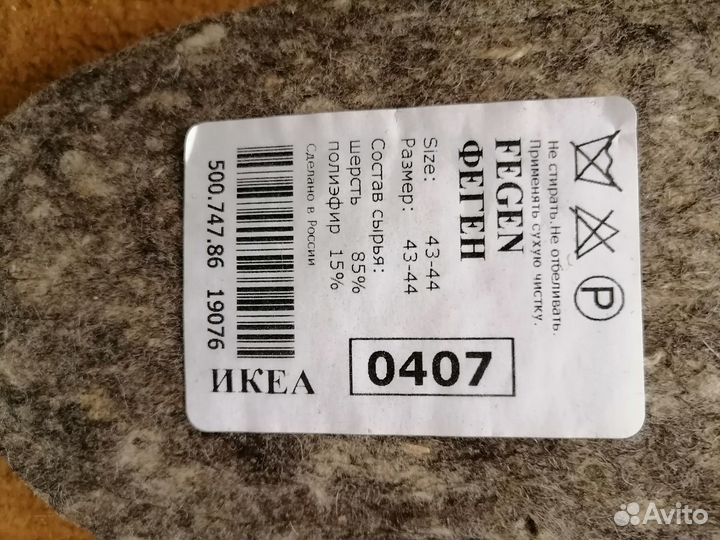 Не стирать.Не отбеливать.
Применять сухую чистку.
P
FEGEN
ФЕГЕН
Size: 43-44
Размер: 43-44
Состав сырья:
шерсть 85%
полиэфир 15%
Сделано в России
500.747.86 19076
ИКЕА
0407
Avito